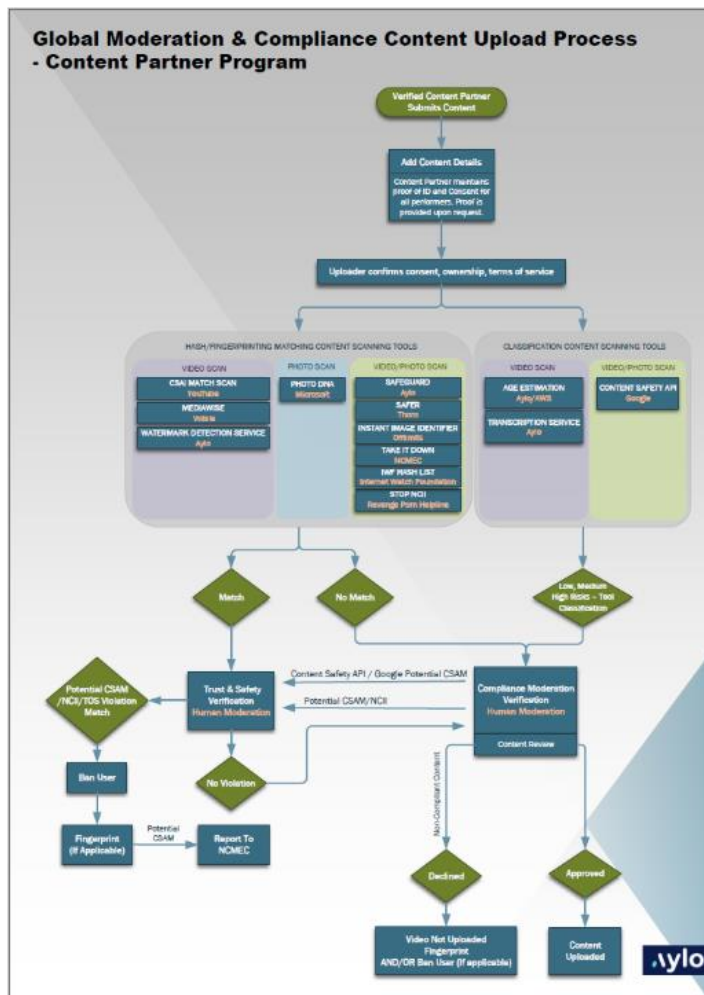 Global Moderation & Compliance Content Upload Process
- Content Partner Program
Verified Content Partner
Submits Content
Add Content Details
Content Partner maintains
proof of ID and Consent for
all performers. Proof is
provided upon request.
Uploader confirms consent, ownership, terms of service
HASH/FINGERPRINTING MATCHING CONTENT SCANNING TOOLS
VIDEO SCAN
CSAI MATCH SCAN
YouTube
MEDIAWISE
Vobile
WATERMARK DETECTION SERVICE
Aylo
PHOTO SCAN
PHOTO DNA
Microsoft
VIDEO/PHOTO SCAN
SAFEGUARD
Aylo
SAFER
Thorn
INSTANT IMAGE IDENTIFIER
Offlimits
TAKE IT DOWN
NCMEC
IWF HASH LIST
Internet Watch Foundation
STOP NCII
Revenge Porn Helpline
CLASSIFICATION CONTENT SCANNING TOOLS
VIDEO SCAN
AGE ESTIMATION
Aylo/AWS
TRANSCRIPTION SERVICE
Aylo
VIDEO/PHOTO SCAN
CONTENT SAFETY API
Google
Match
No Match
Low, Medium
High Risks – Tool
Classification
Potential CSAM
/NCII/TOS Violation
Match
Trust & Safety
Verification
Human Moderation
Content Safety API / Google Potential CSAM
Potential CSAM/NCII
Compliance Moderation
Verification
Human Moderation
Content Review
Ban User
No Violation
Non-Compliant Content
Fingerprint
(If Applicable)
Potential
CSAM
Report To
NCMEC
Declined
Approved
Video Not Uploaded
Fingerprint
AND/OR Ban User (If applicable)
Content
Uploaded
Aylo